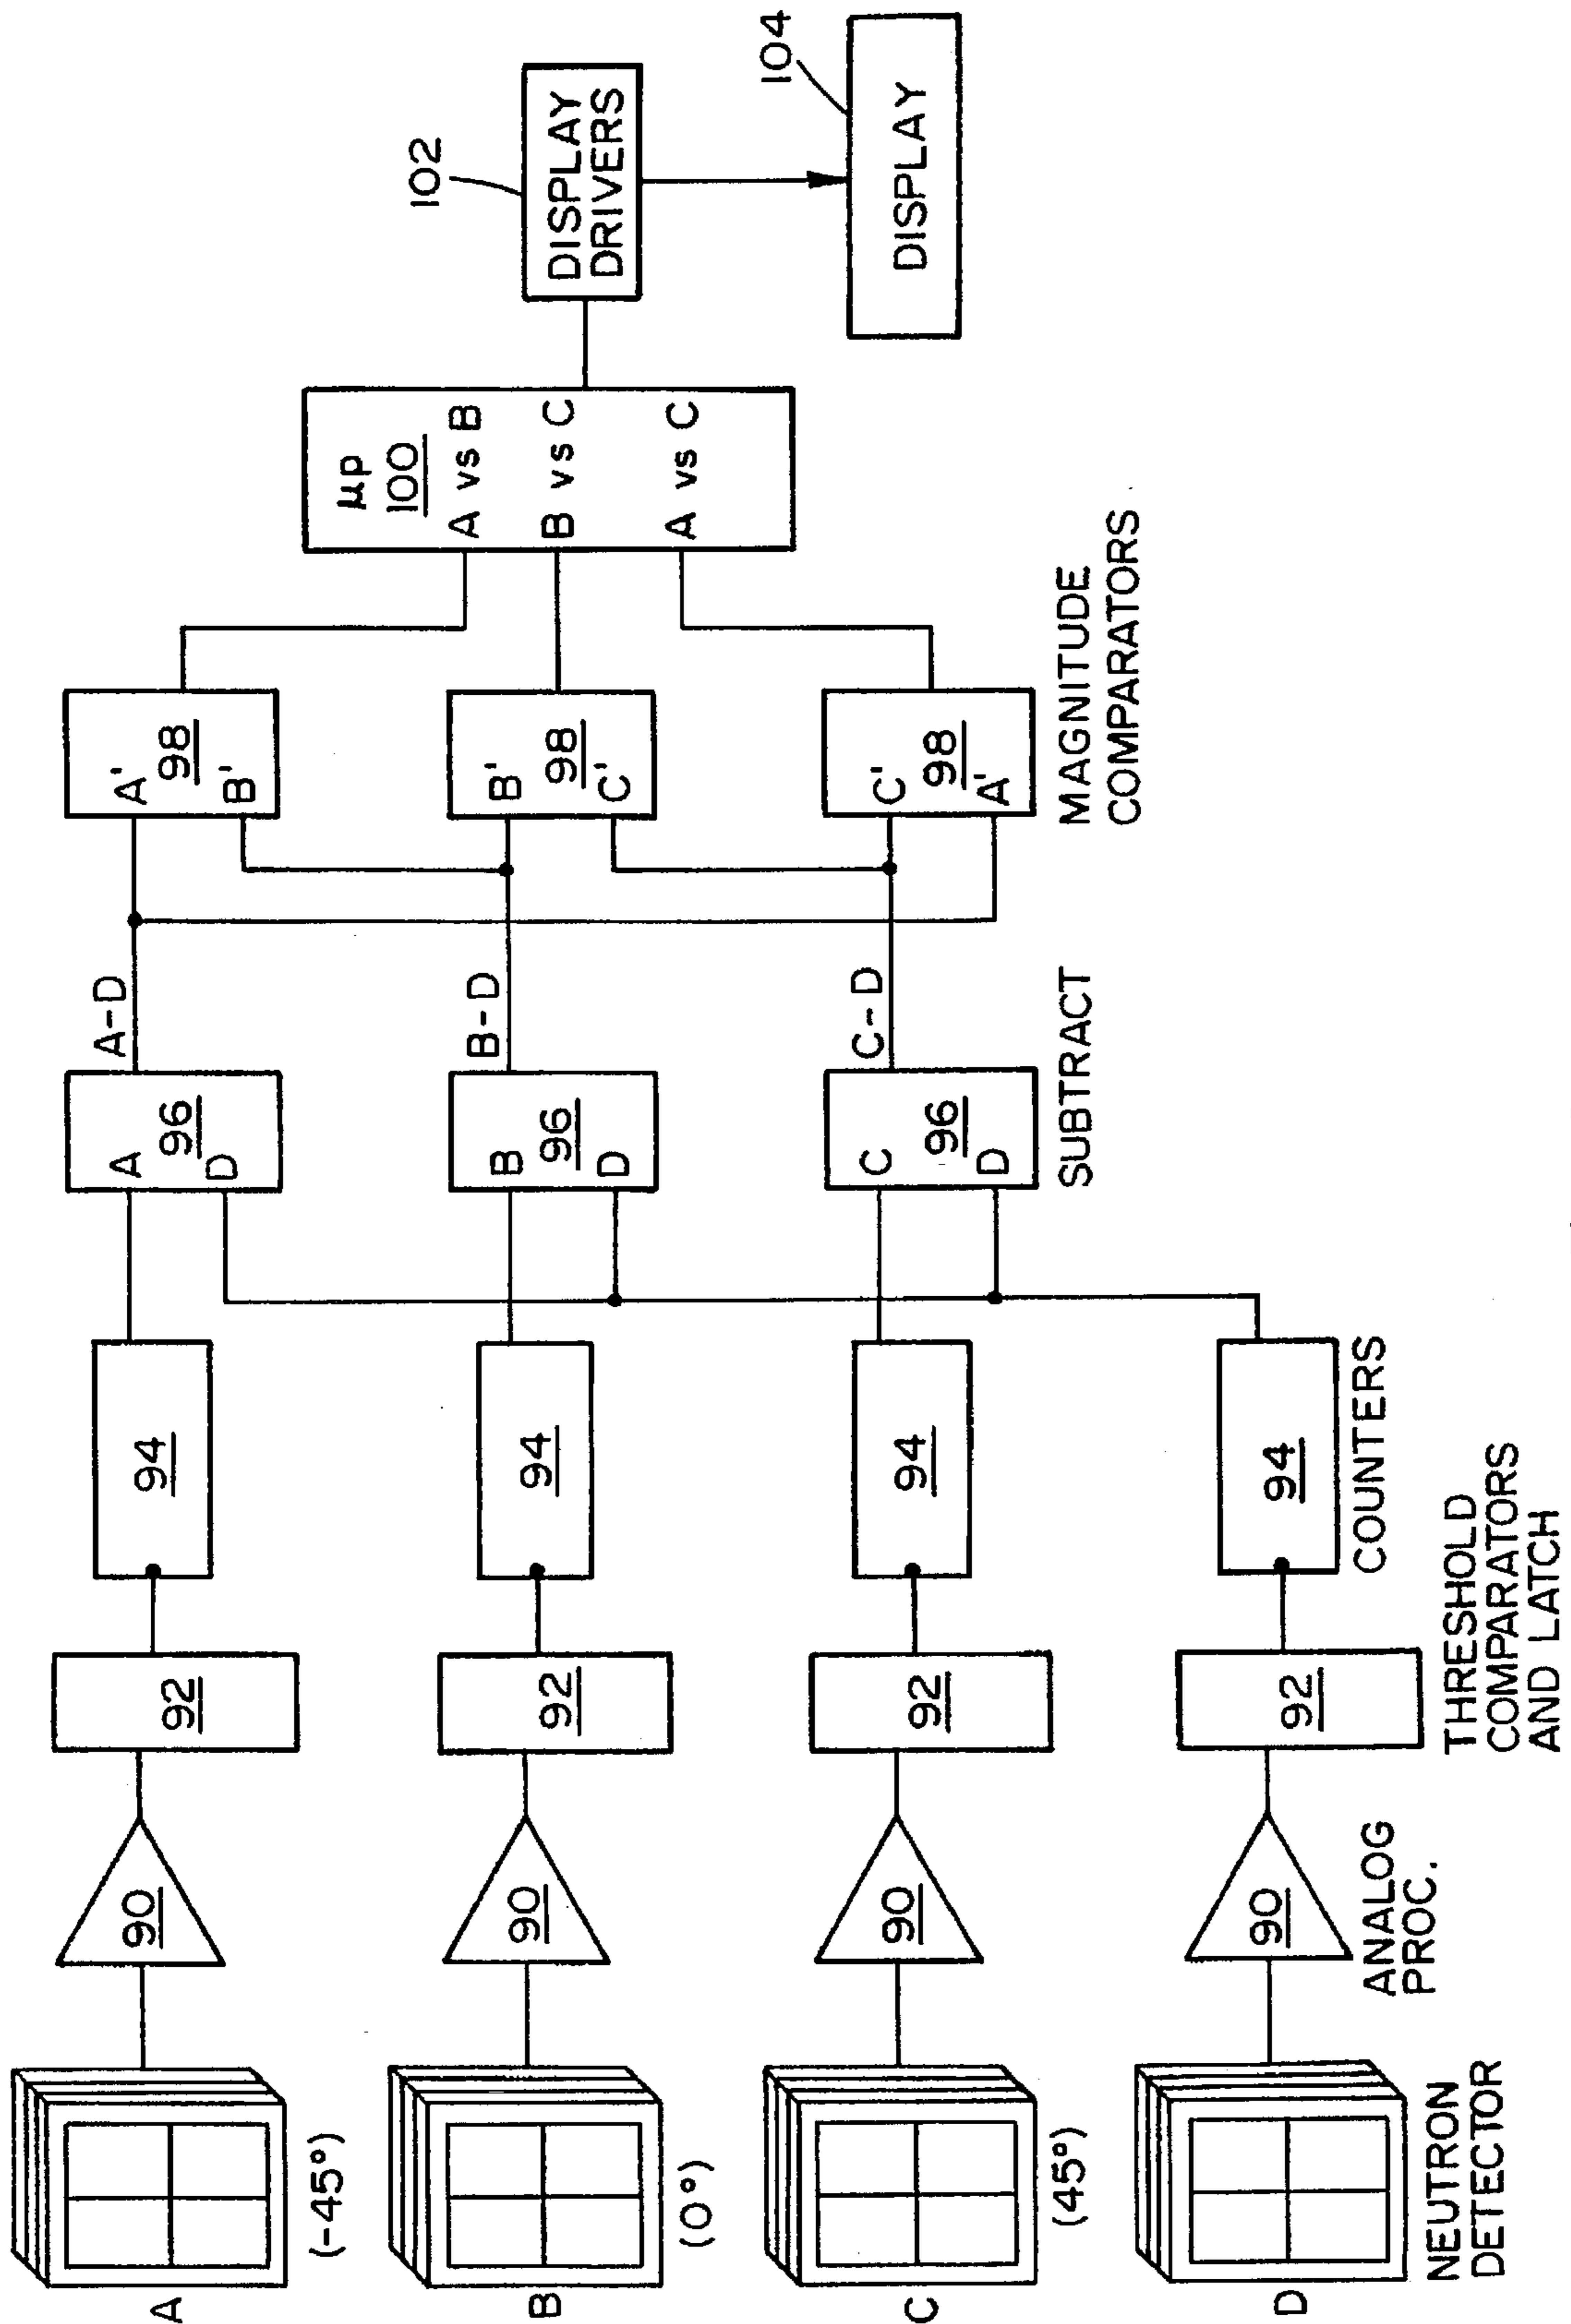 A
(-45°)
90
92
94
A
96
D
A-D
A'
98
B'
B
(0°)
90
92
94
B
96
D
B-D
B'
98
C'
C
(45°)
90
92
94
C
96
D
C-D
C'
98
A'
D
90
92
94
NEUTRON
DETECTOR
ANALOG
PROC.
THRESHOLD
COMPARATORS
AND LATCH
COUNTERS
SUBTRACT
MAGNITUDE
COMPARATORS
μp
100
A vs B
B vs C
A vs C
102
DISPLAY
DRIVERS
104
DISPLAY